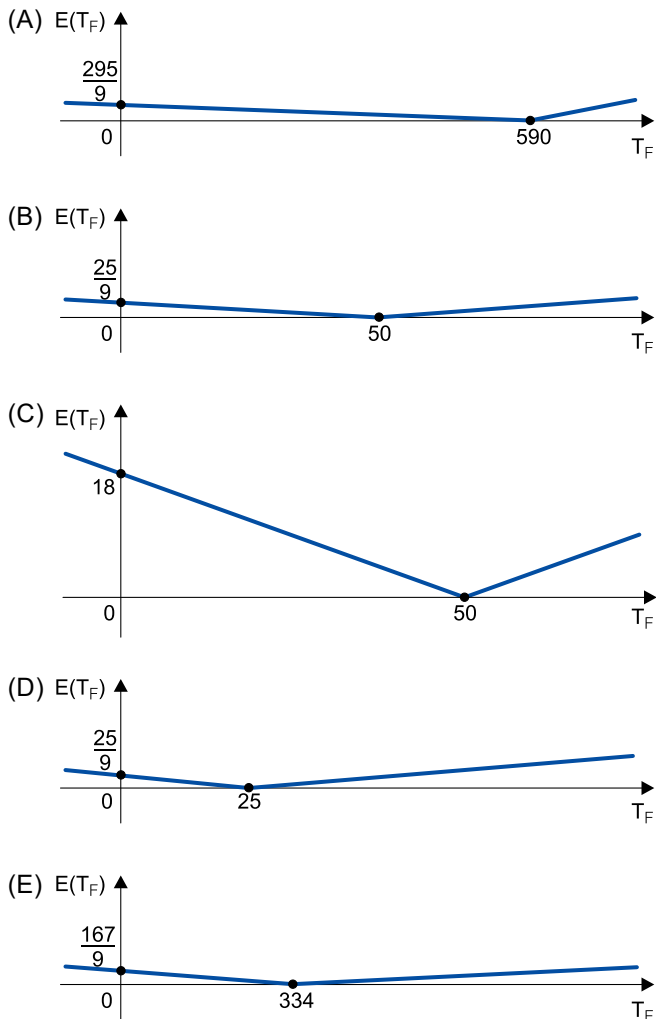 (A) E(T_F)
295
9
0
590
T_F
(B) E(T_F)
25
9
0
50
T_F
(C) E(T_F)
18
0
50
T_F
(D) E(T_F)
25
9
0
25
T_F
(E) E(T_F)
167
9
0
334
T_F